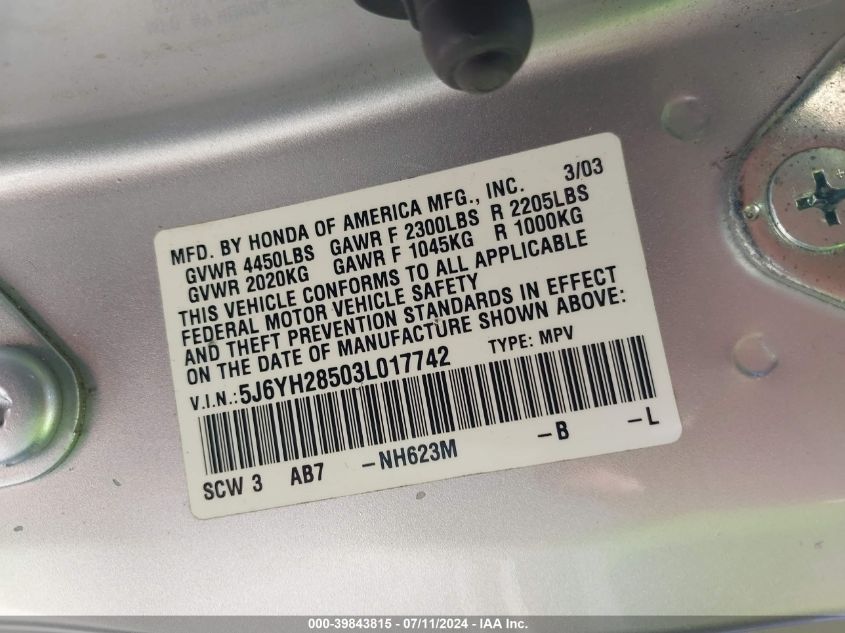 MFD. BY HONDA OF AMERICA MFG., INC. 3/03
GVWR 4450LBS GAWR F 2300LBS R 2205LBS
GVWR 2020KG GAWR F 1045KG R 1000KG
THIS VEHICLE CONFORMS TO ALL APPLICABLE
FEDERAL MOTOR VEHICLE SAFETY
AND THEFT PREVENTION STANDARDS IN EFFECT
ON THE DATE OF MANUFACTURE SHOWN ABOVE:
V.I.N.: 5J6YH28503L017742 TYPE: MPV
SCW 3 AB7 -NH623M -B -L
000-39843815 - 07/11/2024 - IAA Inc.